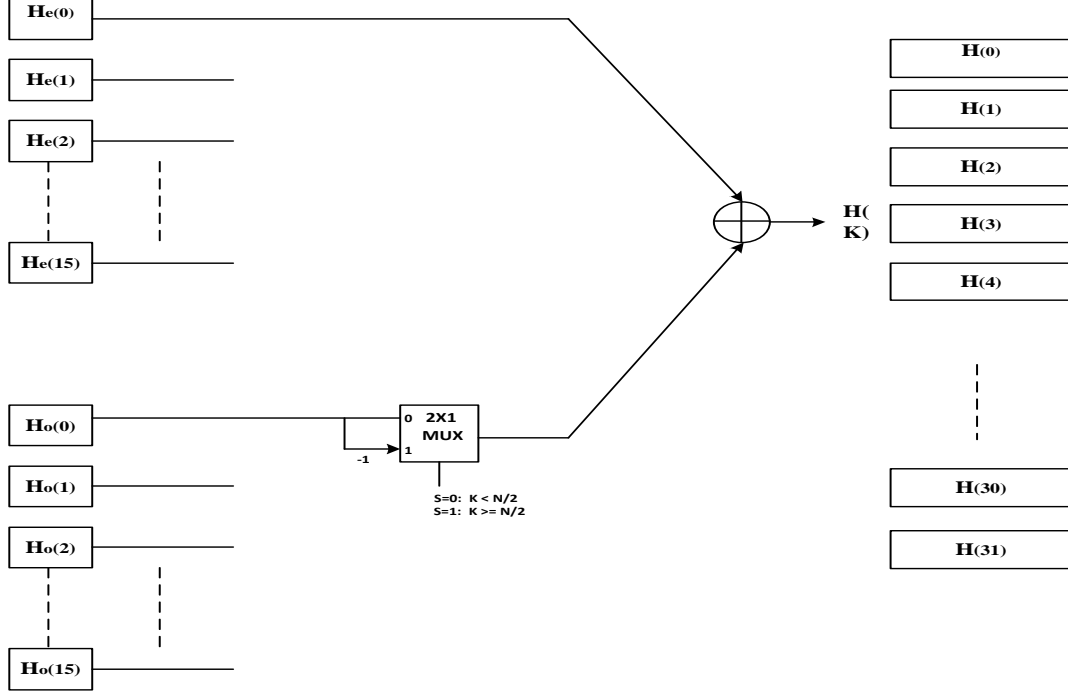 He(0)
He(1)
He(2)
He(15)
Ho(0)
Ho(1)
Ho(2)
Ho(15)
0
2X1
MUX
1
-1
S=0: K < N/2
S=1: K >= N/2
H(
K)
H(0)
H(1)
H(2)
H(3)
H(4)
H(30)
H(31)